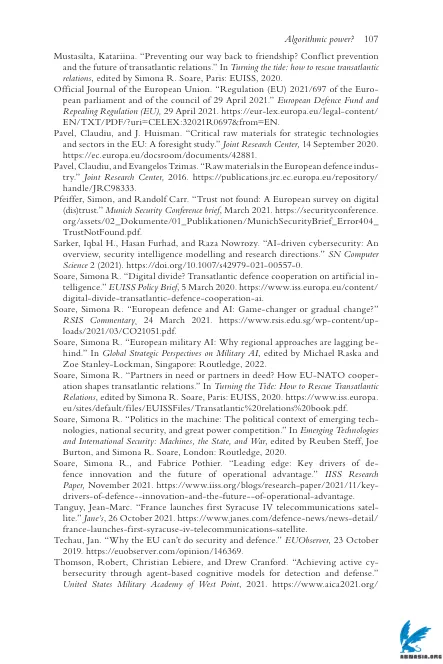 Algorithmic power? 107
Mustasilta, Katariina. “Preventing our way back to friendship? Conflict prevention
and the future of transatlantic relations.” In Turning the tide: how to rescue transatlantic
relations, edited by Simona R. Soare, Paris: EUISS, 2020.
Official Journal of the European Union. “Regulation (EU) 2021/697 of the Euro-
pean parliament and of the council of 29 April 2021.” European Defence Fund and
Repealing Regulation (EU), 29 April 2021. https://eur-lex.europa.eu/legal-content/
EN/TXT/PDF/?uri=CELEX:32021R0697&from=EN.
Pavel, Claudiu, and J. Huisman. “Critical raw materials for strategic technologies
and sectors in the EU: A foresight study.” Joint Research Center, 14 September 2020.
https://ec.europa.eu/docsroom/documents/42881.
Pavel, Claudiu, and Evangelos Tzimas. “Raw materials in the European defence indus-
try.” Joint Research Center, 2016. https://publications.jrc.ec.europa.eu/repository/
handle/JRC98333.
Pfeiffer, Simon, and Randolf Carr. “Trust not found: A European survey on digital
(dis)trust.” Munich Security Conference brief, March 2021. https://securityconference.
org/assets/02_Dokumente/01_Publikationen/MunichSecurityBrief_Error404_
TrustNotFound.pdf.
Sarker, Iqbal H., Hasan Furhad, and Raza Nowrozy. “AI-driven cybersecurity: An
overview, security intelligence modelling and research directions.” SN Computer
Science 2 (2021). https://doi.org/10.1007/s42979-021-00557-0.
Soare, Simona R. “Digital divide? Transatlantic defence cooperation on artificial in-
telligence.” EUISS Policy Brief, 5 March 2020. https://www.iss.europa.eu/content/
digital-divide-transatlantic-defence-cooperation-ai.
Soare, Simona R. “European defence and AI: Game-changer or gradual change?”
RSIS Commentary, 24 March 2021. https://www.rsis.edu.sg/wp-content/up-
loads/2021/03/CO21051.pdf.
Soare, Simona R. “European military AI: Why regional approaches are lagging be-
hind.” In Global Strategic Perspectives on Military AI, edited by Michael Raska and
Zoe Stanley-Lockman, Singapore: Routledge, 2022.
Soare, Simona R. “Partners in need or partners in deed? How EU-NATO cooper-
ation shapes transatlantic relations.” In Turning the Tide: How to Rescue Transatlantic
Relations, edited by Simona R. Soare, Paris: EUISS, 2020. https://www.iss.europa.
eu/sites/default/files/EUISSFiles/Transatlantic%20relations%20book.pdf.
Soare, Simona R. “Politics in the machine: The political context of emerging tech-
nologies, national security, and great power competition.” In Emerging Technologies
and International Security: Machines, the State, and War, edited by Reuben Steff, Joe
Burton, and Simona R. Soare, London: Routledge, 2020.
Soare, Simona R., and Fabrice Pothier. “Leading edge: Key drivers of de-
fence innovation and the future of operational advantage.” IISS Research
Paper, November 2021. https://www.iiss.org/blogs/research-paper/2021/11/key-
drivers-of-defence--innovation-and-the-future--of-operational-advantage.
Tanguy, Jean-Marc. “France launches first Syracuse IV telecommunications satel-
lite.” Jane’s, 26 October 2021. https://www.janes.com/defence-news/news-detail/
france-launches-first-syracuse-iv-telecommunications-satellite.
Techau, Jan. “Why the EU can’t do security and defence.” EUObserver, 23 October
2019. https://euobserver.com/opinion/146369.
Thomson, Robert, Christian Lebiere, and Drew Cranford. “Achieving active cy-
bersecurity through agent-based cognitive models for detection and defense.”
United States Military Academy of West Point, 2021. https://www.aica2021.org/